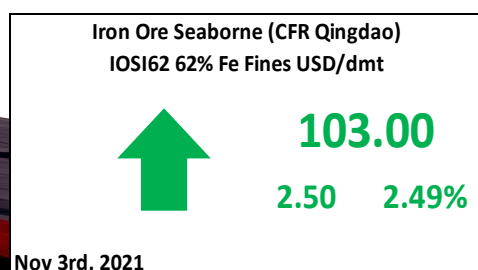 Iron Ore Seaborne (CFR Qingdao)
IOSI62 62% Fe Fines USD/dmt
103.00
2.50 2.49%
Nov 3rd, 2021